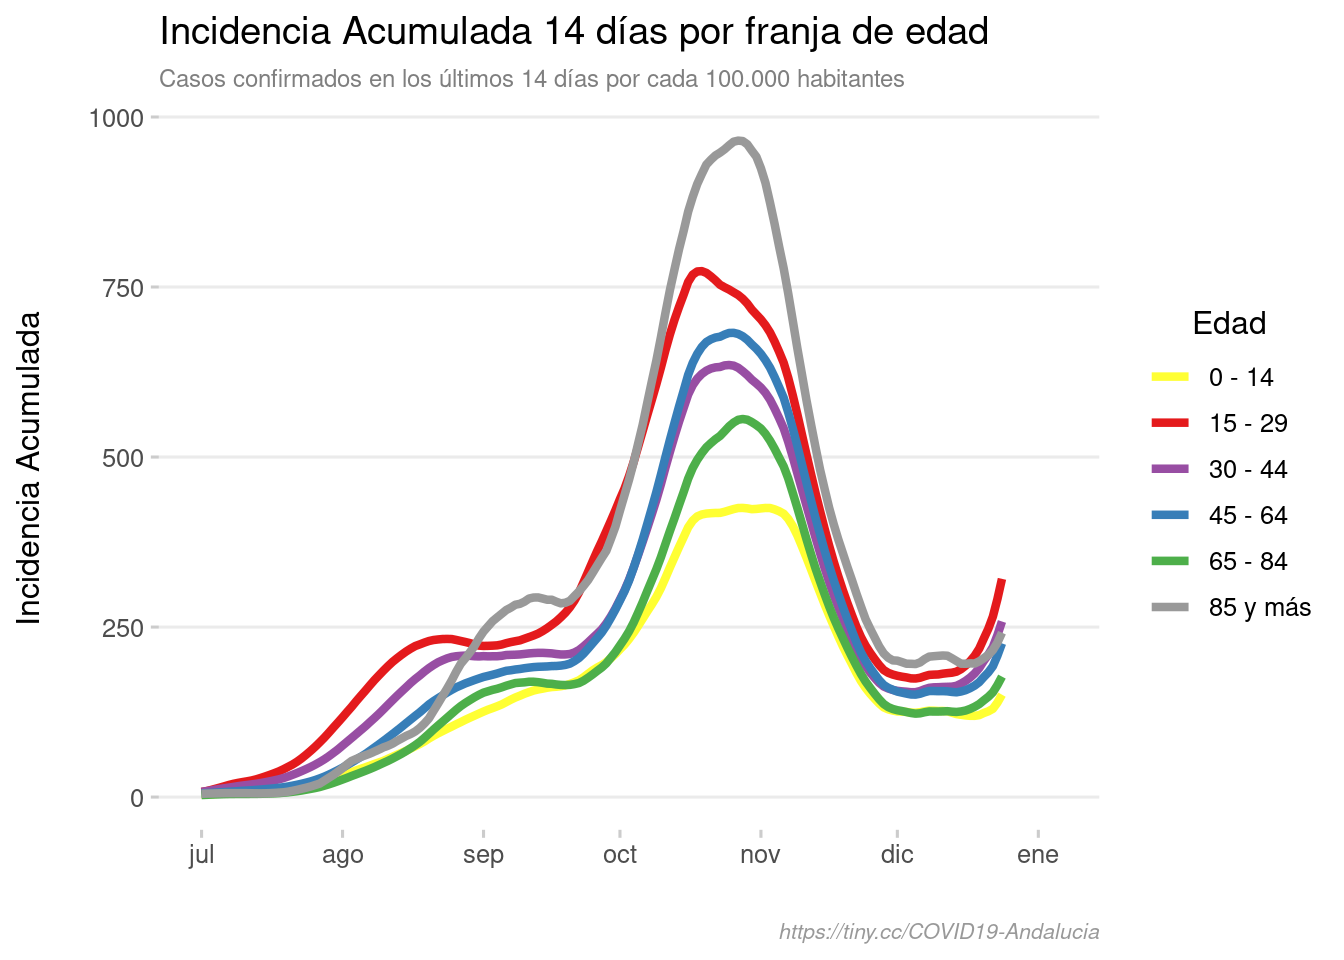 Incidencia Acumulada 14 días por franja de edad
Casos confirmados en los últimos 14 días por cada 100.000 habitantes
Incidencia Acumulada
1000
750
500
250
0
jul ago sep oct nov dic ene
Edad
0 - 14
15 - 29
30 - 44
45 - 64
65 - 84
85 y más
https://tiny.cc/COVID19-Andalucia